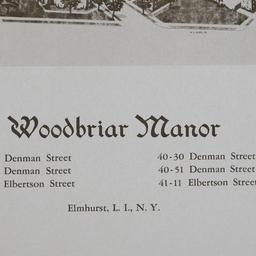 Woodbriar Manor
Denman Street 40-30 Denman Street
Denman Street 40-51 Denman Street
Elbertson Street 41-11 Elbertson Street
Elmhurst, L. I., N. Y.